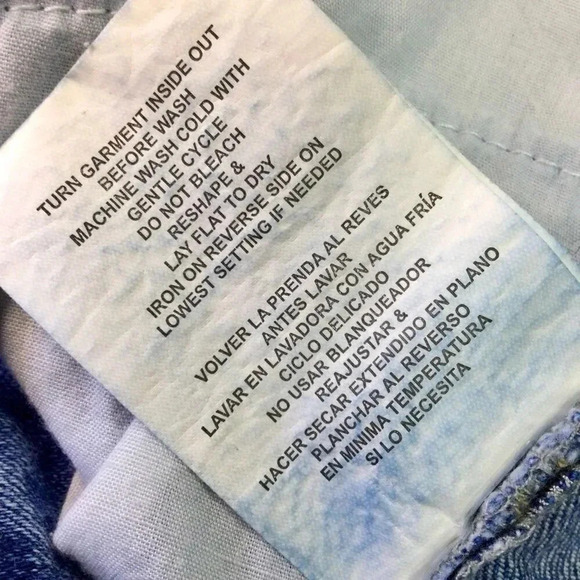 TURN GARMENT INSIDE OUT
BEFORE WASH
MACHINE WASH COLD WITH
GENTLE CYCLE
DO NOT BLEACH
RESHAPE &
LAY FLAT TO DRY
IRON ON REVERSE SIDE ON
LOWEST SETTING IF NEEDED
VOLVER LA PRENDA AL REVES
ANTES LAVAR
LAVAR EN LAVADORA CON AGUA FRÍA
CICLO DELICADO
NO USAR BLANQUEADOR
REAJUSTAR &
HACER SECAR EXTENDIDO EN PLANO
PLANCHAR AL REVERSO
EN MINIMA TEMPERATURA
SI LO NECESITA